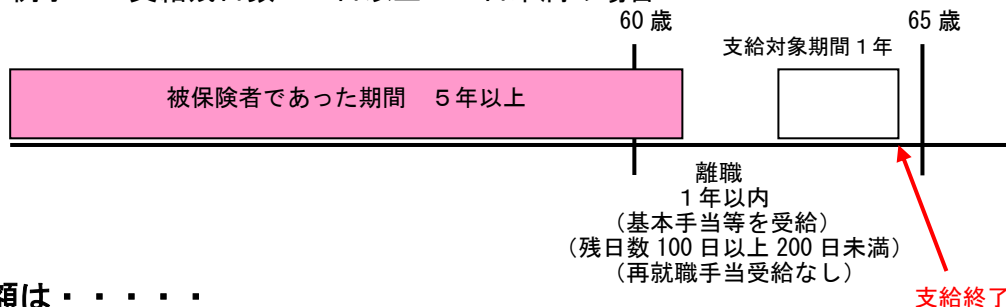 60 歳
65 歳
支給対象期間１年
被保険者であった期間　５年以上
離職
１年以内
（基本手当等を受給）
（残日数 100 日以上 200 日未満）
（再就職手当受給なし）
額は・・・・・
支給終了